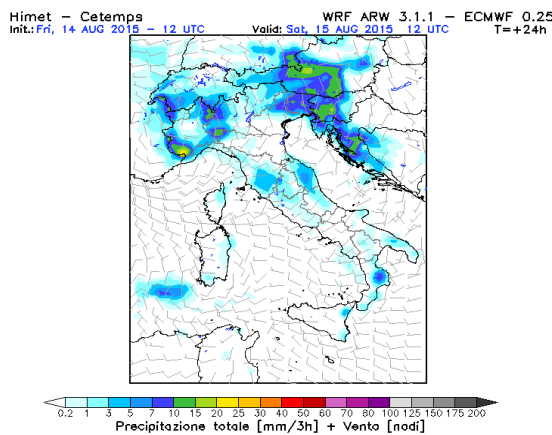 Himet – Cetemps WRF ARW 3.1.1 – ECMWF 0.25
Init.: Fri, 14 AUG 2015 – 12 UTC Valid: Sat, 15 AUG 2015 12 UTC T=+24h
0.2 1 3 5 7 10 15 20 25 30 40 50 60 70 80 100 125 150 175 200
Precipitazione totale [mm/3h] + Vento [nodi]